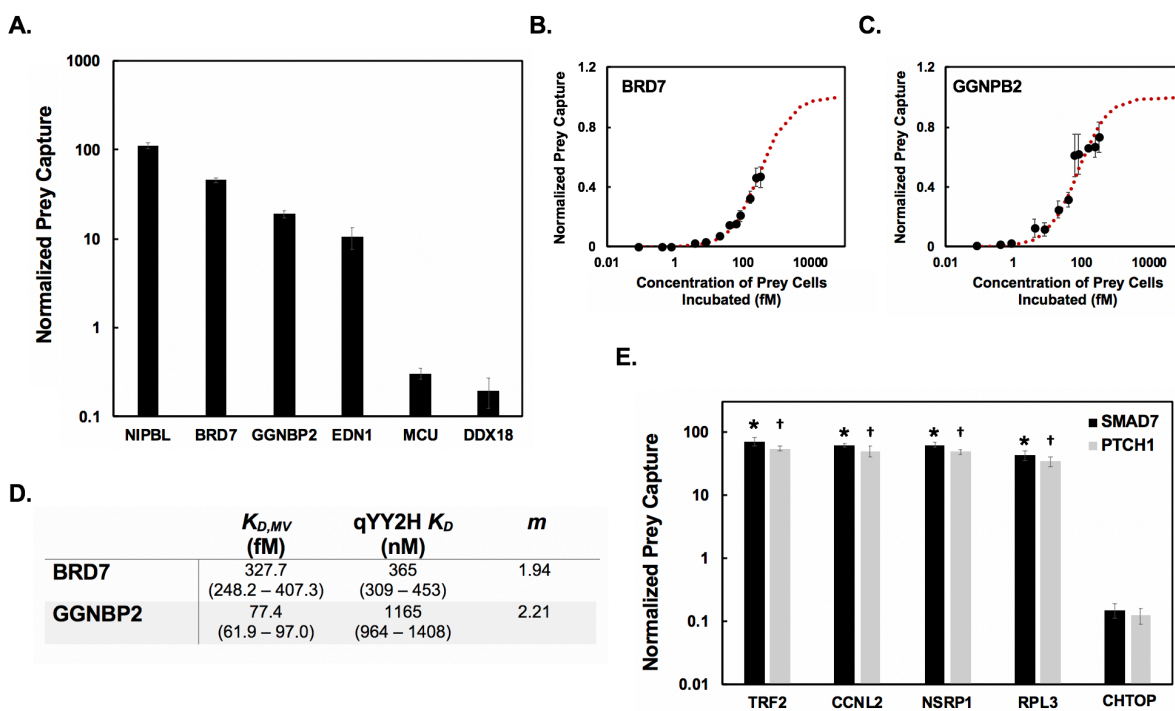 A.
1000
100
10
1
0.1
Normalized Prey Capture
NIPBL BRD7 GGNBP2 EDN1 MCU DDX18
B.
BRD7
1.2
0.8
0.4
0
Normalized Prey Capture
0.01 1 100 10000
Concentration of Prey Cells
Incubated (fM)
C.
GGNPB2
1.2
0.8
0.4
0
Normalized Prey Capture
0.01 1 100 10000
Concentration of Prey Cells
Incubated (fM)
D.
KD,MV qYY2H KD m
(fM) (nM)
BRD7 327.7 365 1.94
(248.2 – 407.3) (309 – 453)
GGNBP2 77.4 1165 2.21
(61.9 – 97.0) (964 – 1408)
E.
SMAD7
PTCH1
100
10
1
0.1
0.01
Normalized Prey Capture
* † * † * † * †
TRF2 CCNL2 NSRP1 RPL3 CHTOP